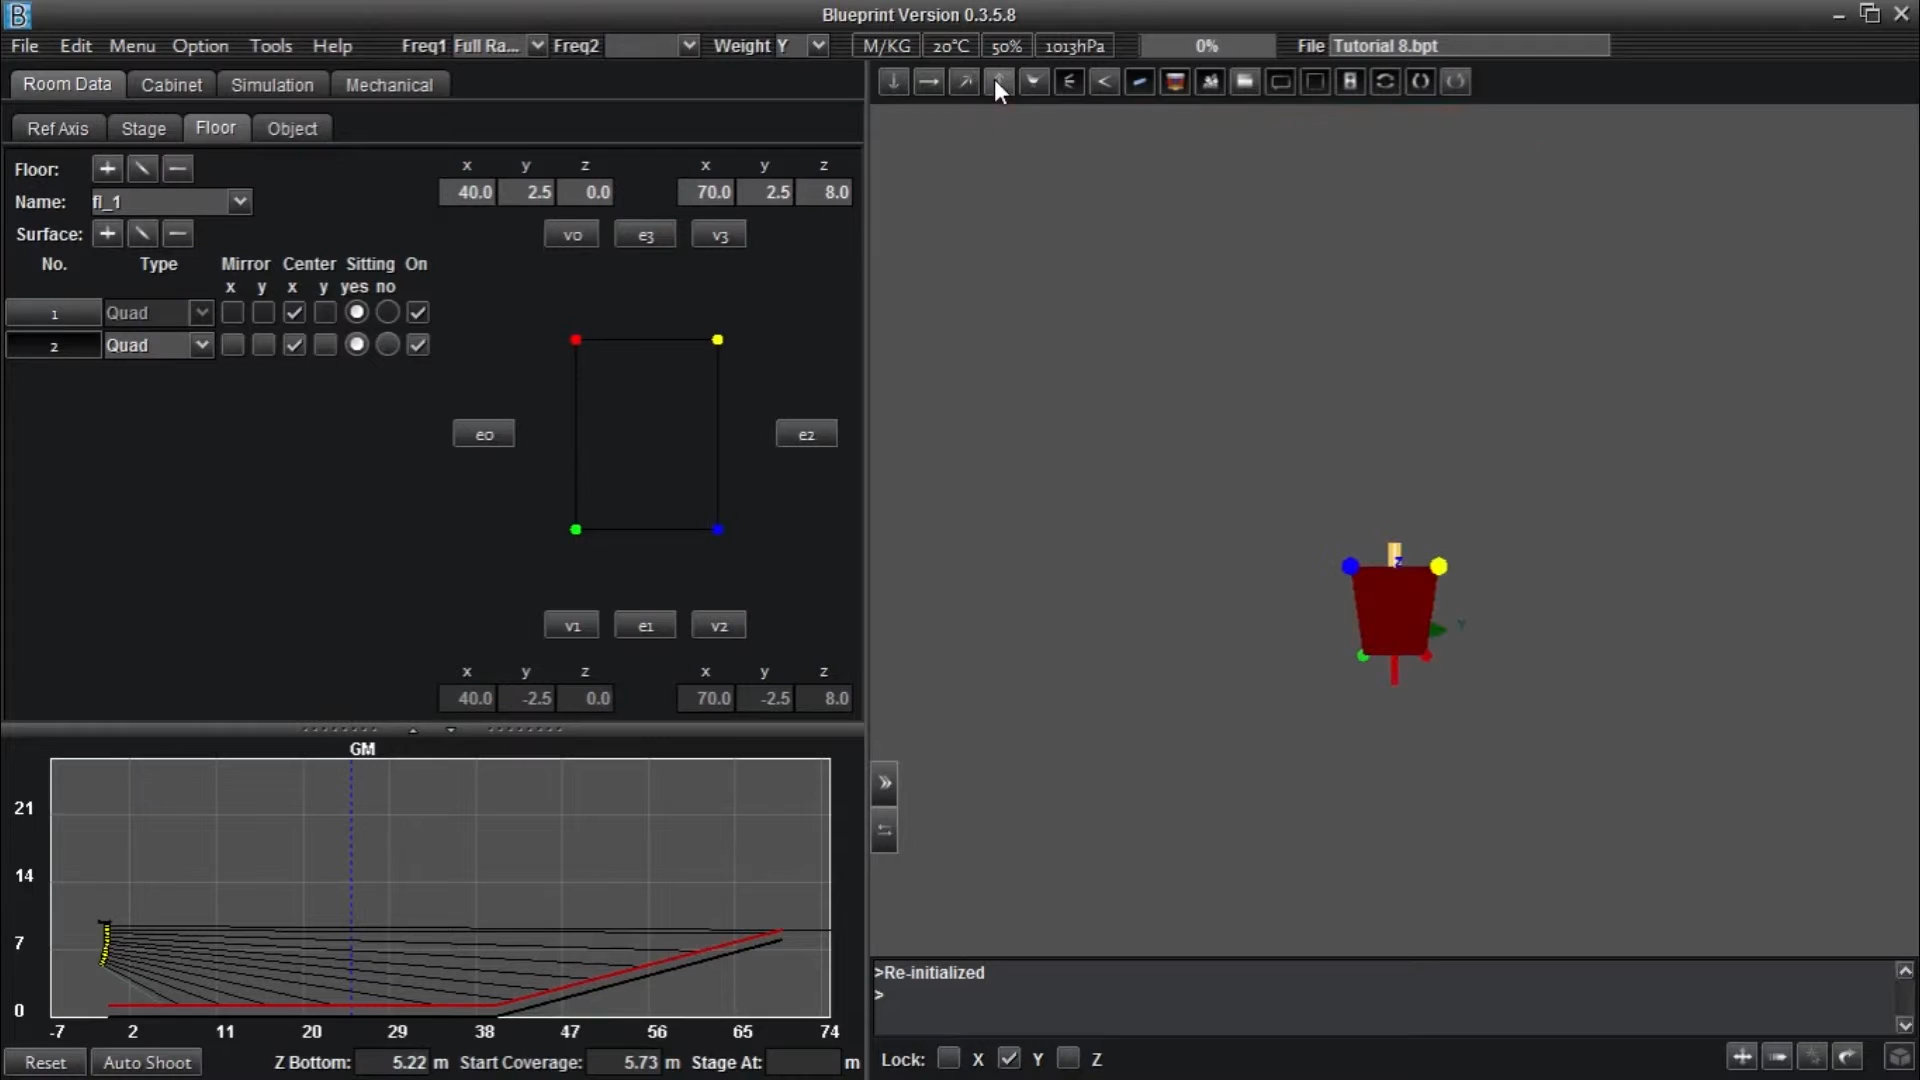 B Blueprint Version 0.3.5.8
File Edit Menu Option Tools Help Freq1 Full Ra... Freq2 Weight Y M/KG 20°C 50% 1013hPa 0% File Tutorial 8.bpt
Room Data Cabinet Simulation Mechanical
Ref Axis Stage Floor Object
Floor:
Name: fl_1
Surface:
No. Type Mirror Center Sitting On
x y x y yes no
1 Quad
2 Quad
x y z x y z
40.0 2.5 0.0 70.0 2.5 8.0
v0 e3 v3
e0 e2
v1 e1 v2
x y z x y z
40.0 -2.5 0.0 70.0 -2.5 8.0
GM
21
14
7
0
-7 2 11 20 29 38 47 56 65 74
Reset Auto Shoot Z Bottom: 5.22 m Start Coverage: 5.73 m Stage At: m
Z
Y
>Re-initialized
>
Lock: X Y Z